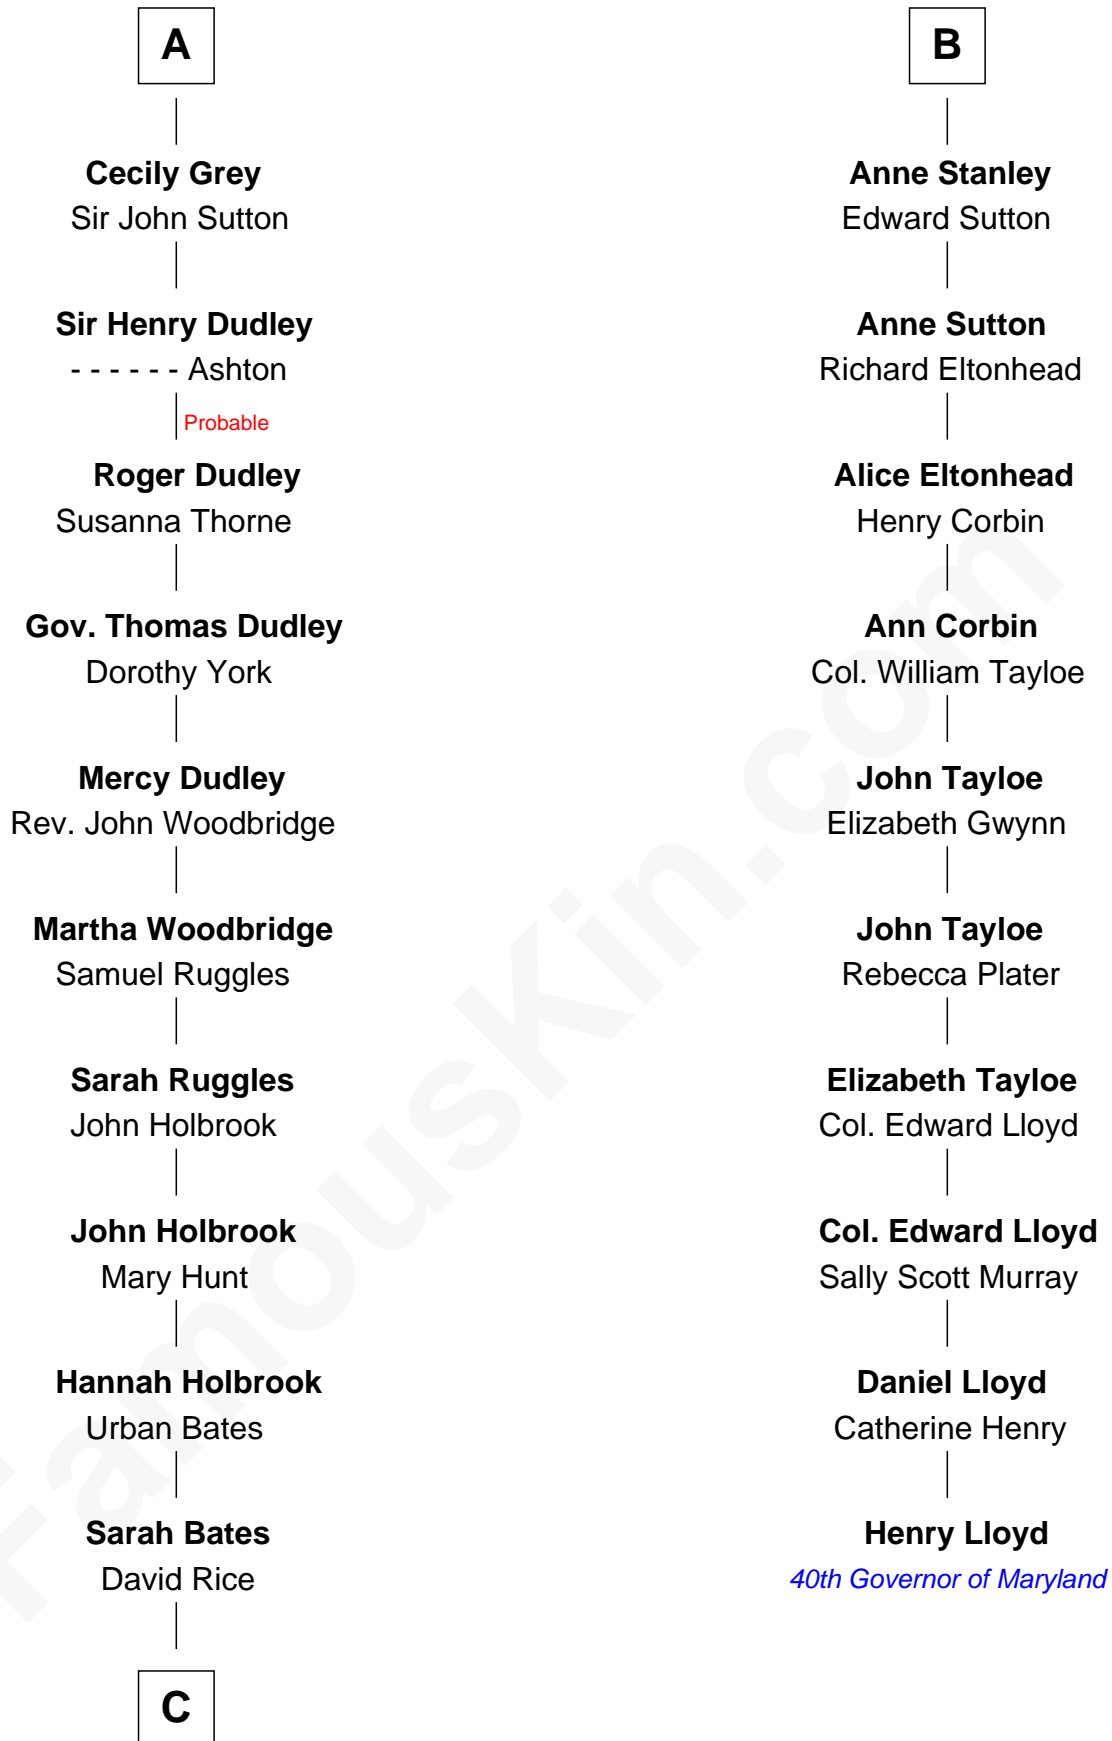 A
Cecily Grey
Sir John Sutton
Sir Henry Dudley
- - - - - - Ashton
Probable
Roger Dudley
Susanna Thorne
Gov. Thomas Dudley
Dorothy York
Mercy Dudley
Rev. John Woodbridge
Martha Woodbridge
Samuel Ruggles
Sarah Ruggles
John Holbrook
John Holbrook
Mary Hunt
Hannah Holbrook
Urban Bates
Sarah Bates
David Rice
C
B
Anne Stanley
Edward Sutton
Anne Sutton
Richard Eltonhead
Alice Eltonhead
Henry Corbin
Ann Corbin
Col. William Tayloe
John Tayloe
Elizabeth Gwynn
John Tayloe
Rebecca Plater
Elizabeth Tayloe
Col. Edward Lloyd
Col. Edward Lloyd
Sally Scott Murray
Daniel Lloyd
Catherine Henry
Henry Lloyd
40th Governor of Maryland
FamousKin.com